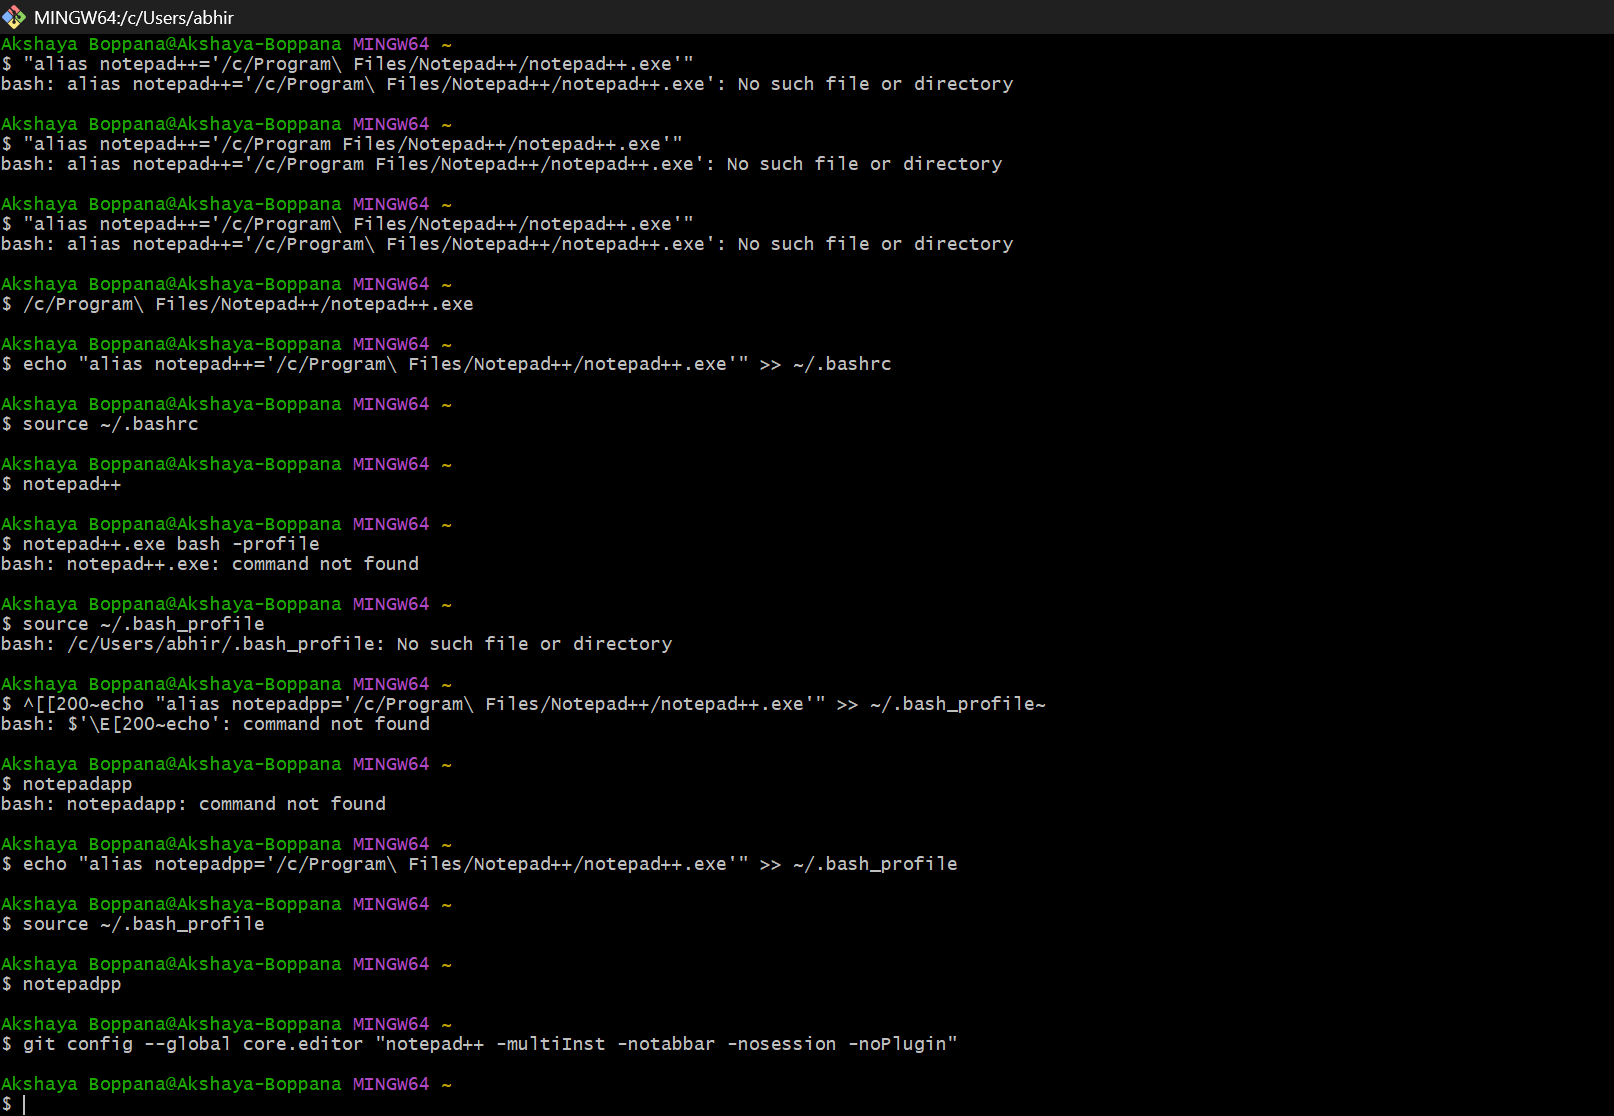 MINGW64:/c/Users/abhir
Akshaya Boppana@Akshaya-Boppana MINGW64 ~
$ "alias notepad++='/c/Program\ Files/Notepad++/notepad++.exe'"
bash: alias notepad++='/c/Program\ Files/Notepad++/notepad++.exe': No such file or directory
Akshaya Boppana@Akshaya-Boppana MINGW64 ~
$ "alias notepad++='/c/Program Files/Notepad++/notepad++.exe'"
bash: alias notepad++='/c/Program Files/Notepad++/notepad++.exe': No such file or directory
Akshaya Boppana@Akshaya-Boppana MINGW64 ~
$ "alias notepad++='/c/Program\ Files/Notepad++/notepad++.exe'"
bash: alias notepad++='/c/Program\ Files/Notepad++/notepad++.exe': No such file or directory
Akshaya Boppana@Akshaya-Boppana MINGW64 ~
$ /c/Program\ Files/Notepad++/notepad++.exe
Akshaya Boppana@Akshaya-Boppana MINGW64 ~
$ echo "alias notepad++='/c/Program\ Files/Notepad++/notepad++.exe'" >> ~/.bashrc
Akshaya Boppana@Akshaya-Boppana MINGW64 ~
$ source ~/.bashrc
Akshaya Boppana@Akshaya-Boppana MINGW64 ~
$ notepad++
Akshaya Boppana@Akshaya-Boppana MINGW64 ~
$ notepad++.exe bash -profile
bash: notepad++.exe: command not found
Akshaya Boppana@Akshaya-Boppana MINGW64 ~
$ source ~/.bash_profile
bash: /c/Users/abhir/.bash_profile: No such file or directory
Akshaya Boppana@Akshaya-Boppana MINGW64 ~
$ ^[[200~echo "alias notepadpp='/c/Program\ Files/Notepad++/notepad++.exe'" >> ~/.bash_profile~
bash: $'\E[200~echo': command not found
Akshaya Boppana@Akshaya-Boppana MINGW64 ~
$ notepadapp
bash: notepadapp: command not found
Akshaya Boppana@Akshaya-Boppana MINGW64 ~
$ echo "alias notepadpp='/c/Program\ Files/Notepad++/notepad++.exe'" >> ~/.bash_profile
Akshaya Boppana@Akshaya-Boppana MINGW64 ~
$ source ~/.bash_profile
Akshaya Boppana@Akshaya-Boppana MINGW64 ~
$ notepadpp
Akshaya Boppana@Akshaya-Boppana MINGW64 ~
$ git config --global core.editor "notepad++ -multiInst -notabbar -nosession -noPlugin"
Akshaya Boppana@Akshaya-Boppana MINGW64 ~
$